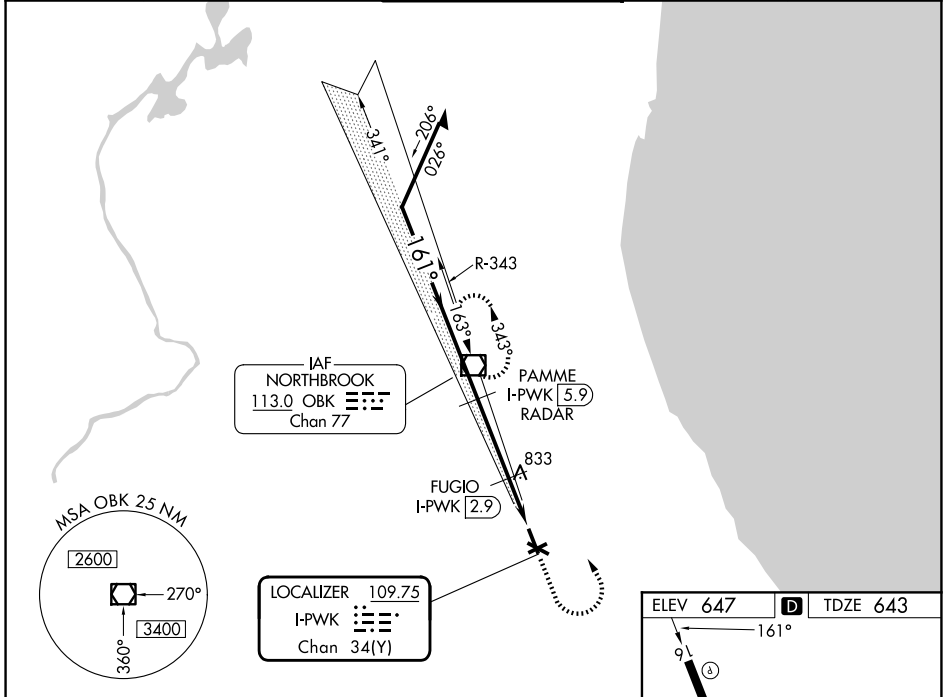 341°
206°
026°
161°
R-343
163°
343°
IAF
NORTHBROOK
113.0 OBK
Chan 77
PAMME
I-PWK 5.9
RADAR
833
FUGIO
I-PWK 2.9
MSA OBK 25 NM
2600
270°
3400
360°
LOCALIZER 109.75
I-PWK
Chan 34(Y)
ELEV 647 D TDZE 643
161°
16